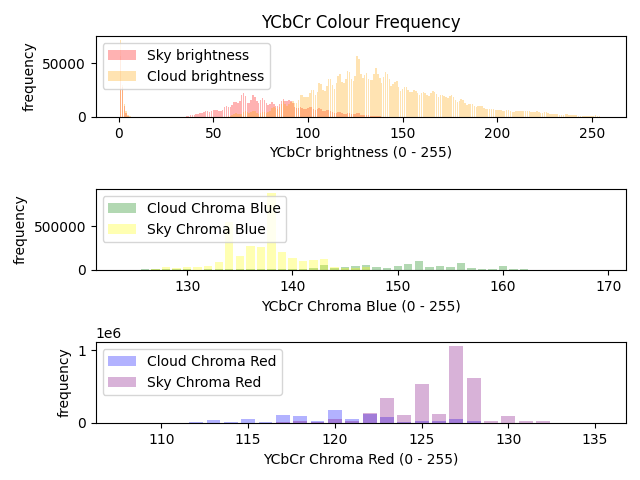 YCbCr Colour Frequency
frequency
50000
0
Sky brightness
Cloud brightness
0 50 100 150 200 250
YCbCr brightness (0 - 255)
frequency
500000
0
Cloud Chroma Blue
Sky Chroma Blue
130 140 150 160 170
YCbCr Chroma Blue (0 - 255)
1e6
frequency
1
0
Cloud Chroma Red
Sky Chroma Red
110 115 120 125 130 135
YCbCr Chroma Red (0 - 255)